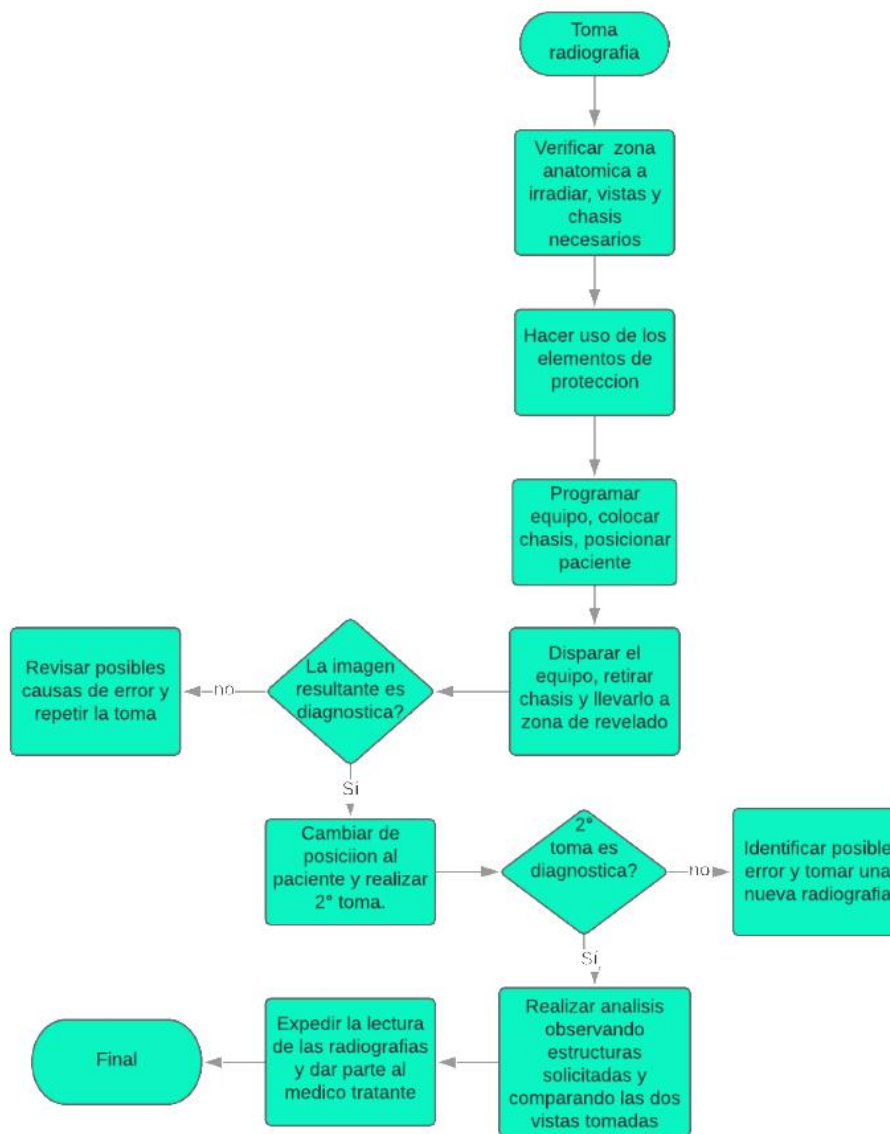 Toma
radiografia
Verificar zona
anatomica a
irradiar, vistas y
chasis
necesarios
Hacer uso de los
elementos de
proteccion
Programar
equipo, colocar
chasis, posicionar
paciente
Disparar el
equipo, retirar
chasis y llevarlo a
zona de revelado
La imagen
resultante es
diagnostica?
no
Revisar posibles
causas de error y
repetir la toma
Sí
Cambiar de
posiciion al
paciente y realizar
2° toma.
2°
toma es
diagnostica?
no
Identificar posible
error y tomar una
nueva radiografia
Sí
Realizar analisis
observando
estructuras
solicitadas y
comparando las dos
vistas tomadas
Expedir la lectura
de las radiografias
y dar parte al
medico tratante
Final